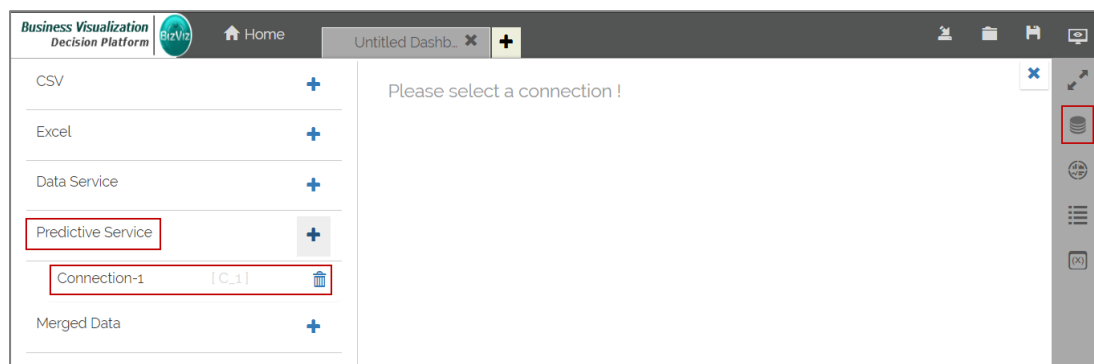 Business Visualization
Decision Platform BizViz
Home
Untitled Dashb...
CSV
Please select a connection !
Excel
Data Service
Predictive Service
Connection-1 [ C_1 ]
Merged Data
(X)